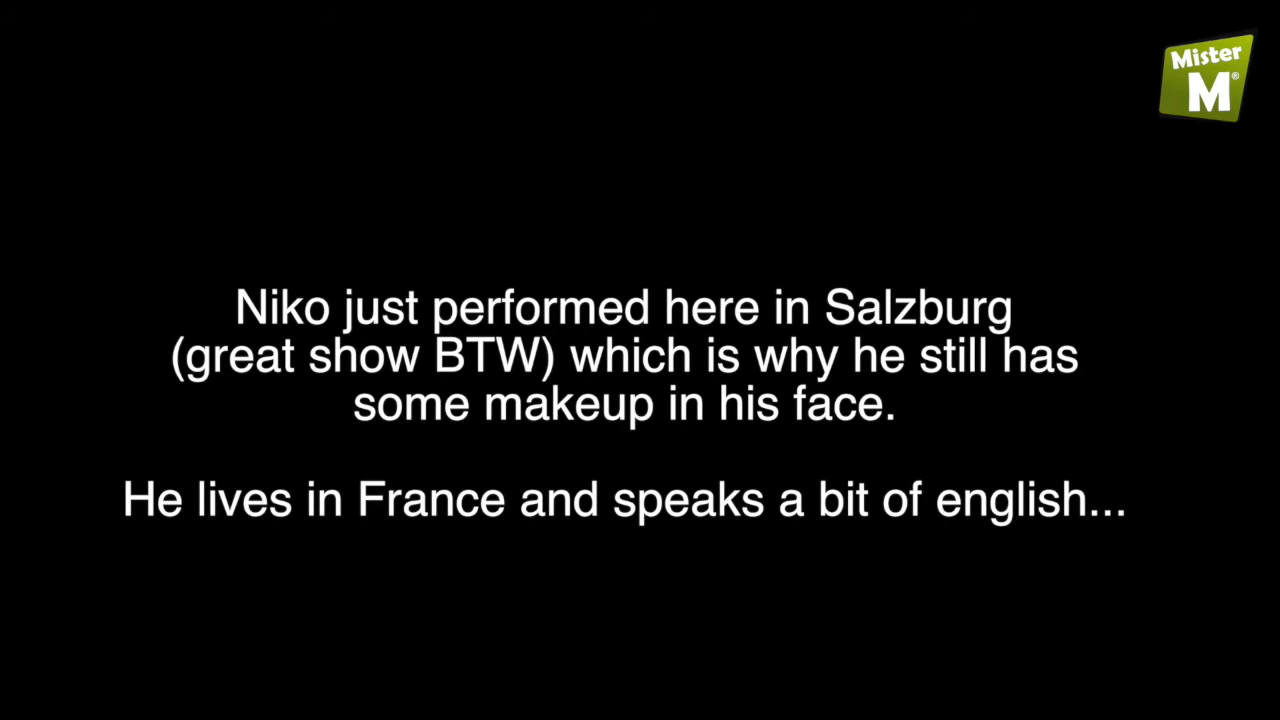 Mister
M®
Niko just performed here in Salzburg
(great show BTW) which is why he still has
some makeup in his face.
He lives in France and speaks a bit of english...